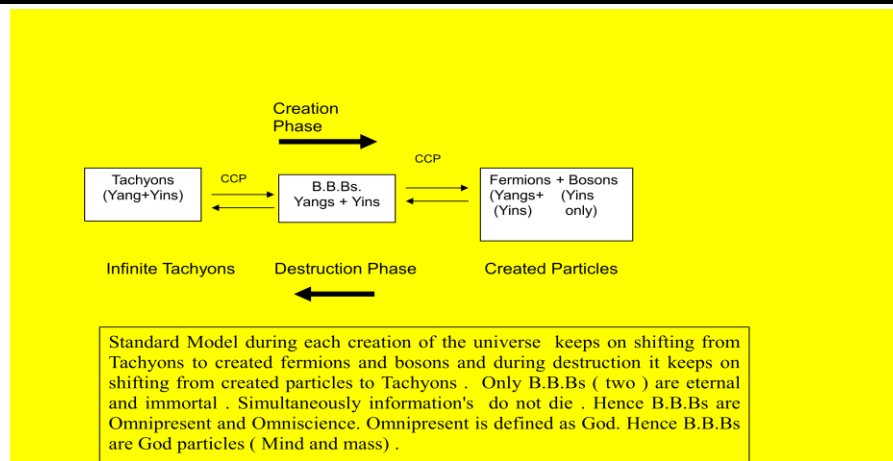 Creation
Phase
CCP
CCP
Tachyons
(Yang+Yins)
B.B.Bs.
Yangs + Yins
Fermions + Bosons
(Yangs+ (Yins
(Yins) only)
Infinite Tachyons
Destruction Phase
Created Particles
Standard Model during each creation of the universe keeps on shifting from
Tachyons to created fermions and bosons and during destruction it keeps on
shifting from created particles to Tachyons . Only B.B.Bs ( two ) are eternal
and immortal . Simultaneously information's do not die . Hence B.B.Bs are
Omnipresent and Omniscience. Omnipresent is defined as God. Hence B.B.Bs
are God particles ( Mind and mass) .